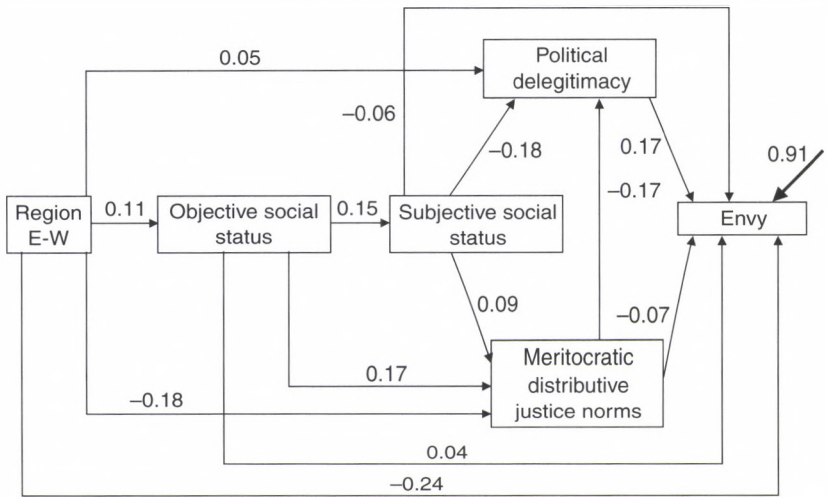 Political
delegitimacy
0.05
−0.06
−0.18
0.17
−0.17
0.91
Region
E-W
0.11
Objective social
status
0.15
Subjective social
status
Envy
0.09
−0.07
Meritocratic
distributive
justice norms
0.17
−0.18
0.04
−0.24